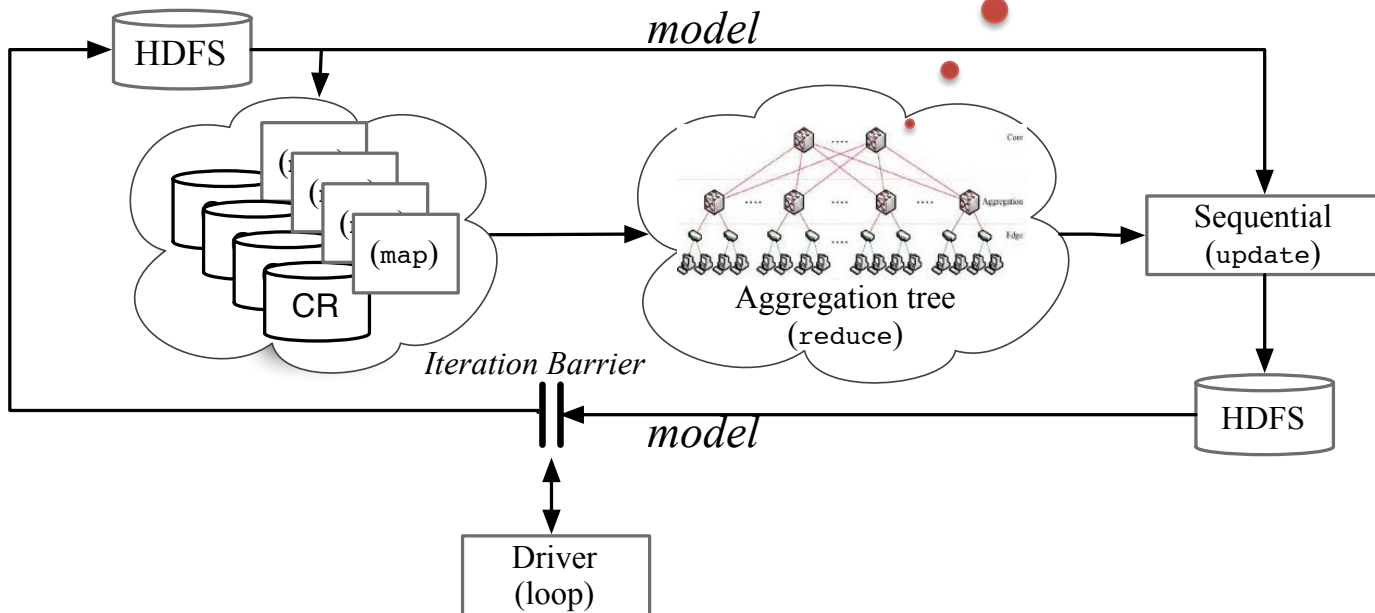 model
HDFS
Core
Aggregation
Edge
(map)
CR
Aggregation tree
(reduce)
Sequential
(update)
Iteration Barrier
model
HDFS
Driver
(loop)